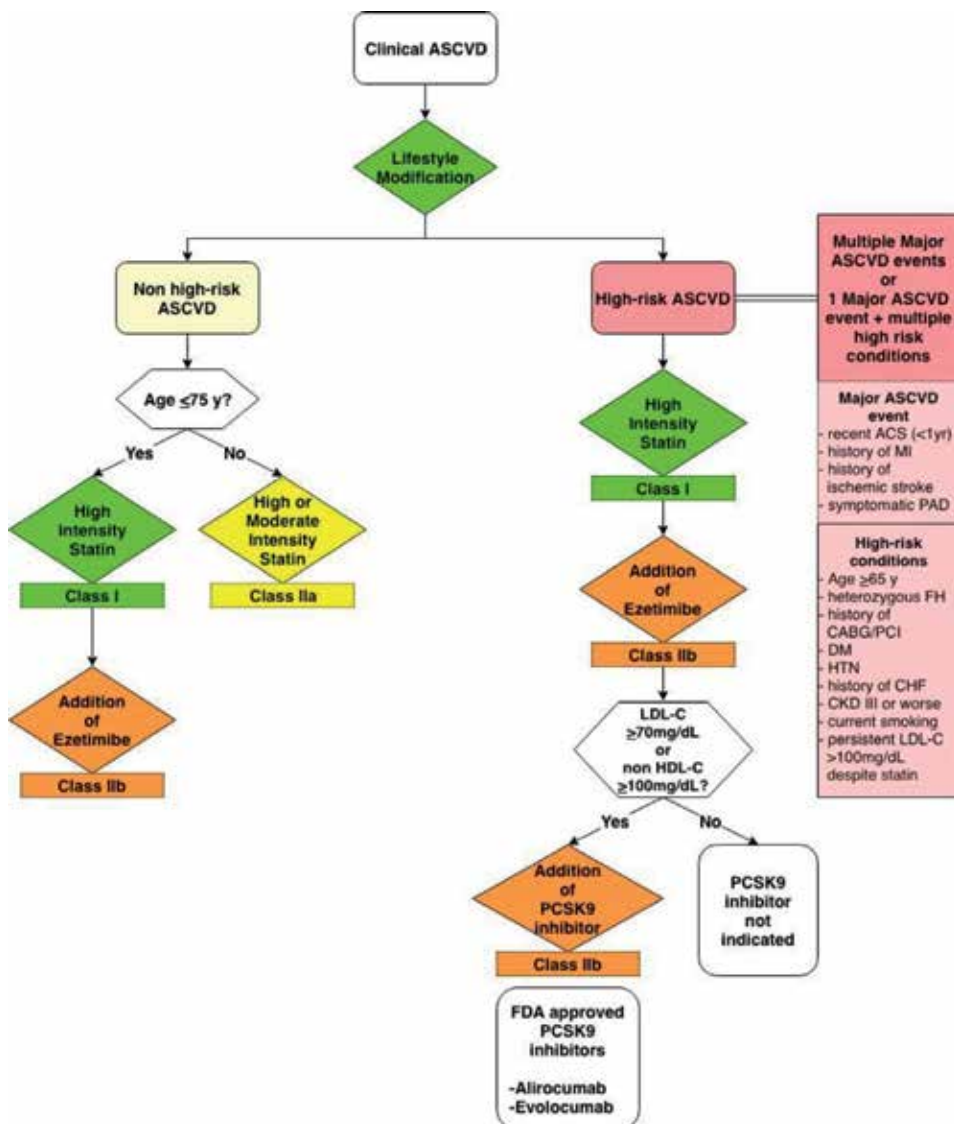 Clinical ASCVD
Lifestyle
Modification
Non high-risk
ASCVD
Age ≤75 y?
Yes
No
High
Intensity
Statin
Class I
High or
Moderate
Intensity
Statin
Class IIa
Addition
of
Ezetimibe
Class IIb
High-risk ASCVD
High
Intensity
Statin
Class I
Addition
of
Ezetimibe
Class IIb
LDL-C
≥70mg/dL
or
non HDL-C
≥100mg/dL?
Yes
No
Addition
of
PCSK9
inhibitor
Class IIb
PCSK9
inhibitor
not
indicated
FDA approved
PCSK9
inhibitors
-Alirocumab
-Evolocumab
Multiple Major
ASCVD events
or
1 Major ASCVD
event + multiple
high risk
conditions
Major ASCVD
event
- recent ACS (<1yr)
- history of MI
- history of
ischemic stroke
- symptomatic PAD
High-risk
conditions
- Age ≥65 y
- heterozygous FH
- history of
CABG/PCI
- DM
- HTN
- history of CHF
- CKD III or worse
- current smoking
- persistent LDL-C
>100mg/dL
despite statin